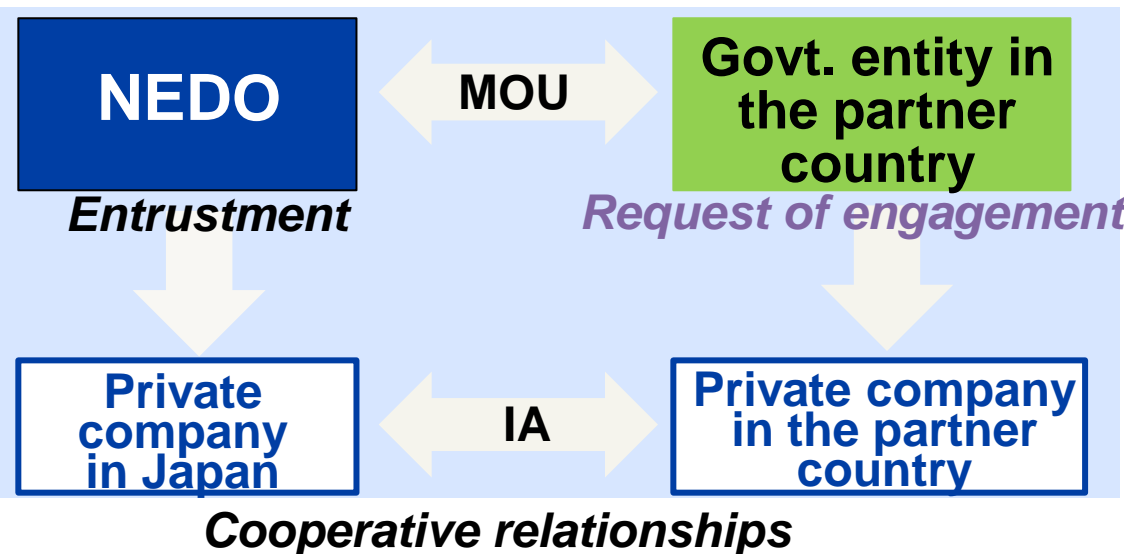 NEDO
MOU
Govt. entity in
the partner
country
Entrustment
Request of engagement
Private
company
in Japan
IA
Private company
in the partner
country
Cooperative relationships